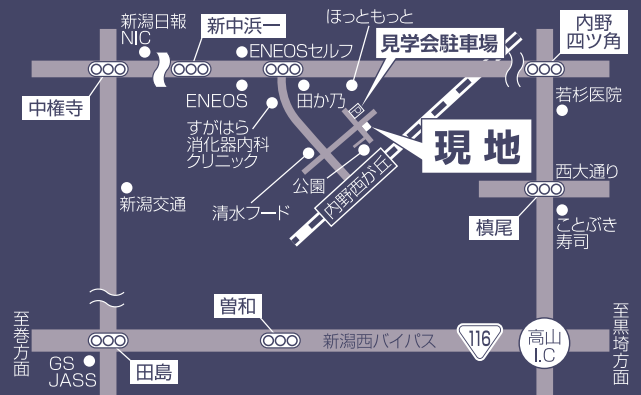 新潟日報
NIC
新中浜一
ほっともっと
内野
四ツ角
ENEOSセルフ
見学会駐車場
中権寺
ENEOS
田か乃
若杉医院
すがはら
消化器内科
クリニック
現地
公園
内野西が丘
西大通り
新潟交通
清水フード
槙尾
ことぶき
寿司
至巻方面
曽和
新潟西バイパス
116
高山
I.C
至黒埼方面
GS
JASS
田島